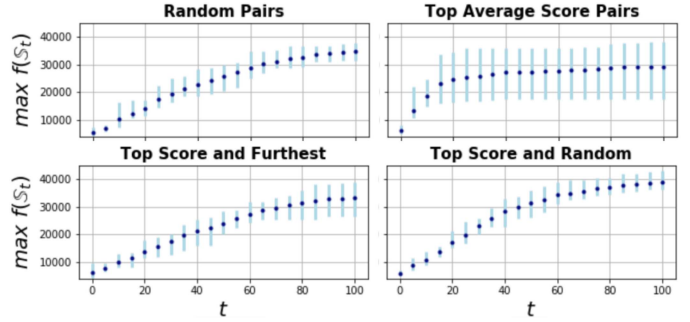 Random Pairs
Top Average Score Pairs
max f(𝕊t)
40000
30000
20000
10000
Top Score and Furthest
Top Score and Random
max f(𝕊t)
40000
30000
20000
10000
0 20 40 60 80 100
0 20 40 60 80 100
t
t